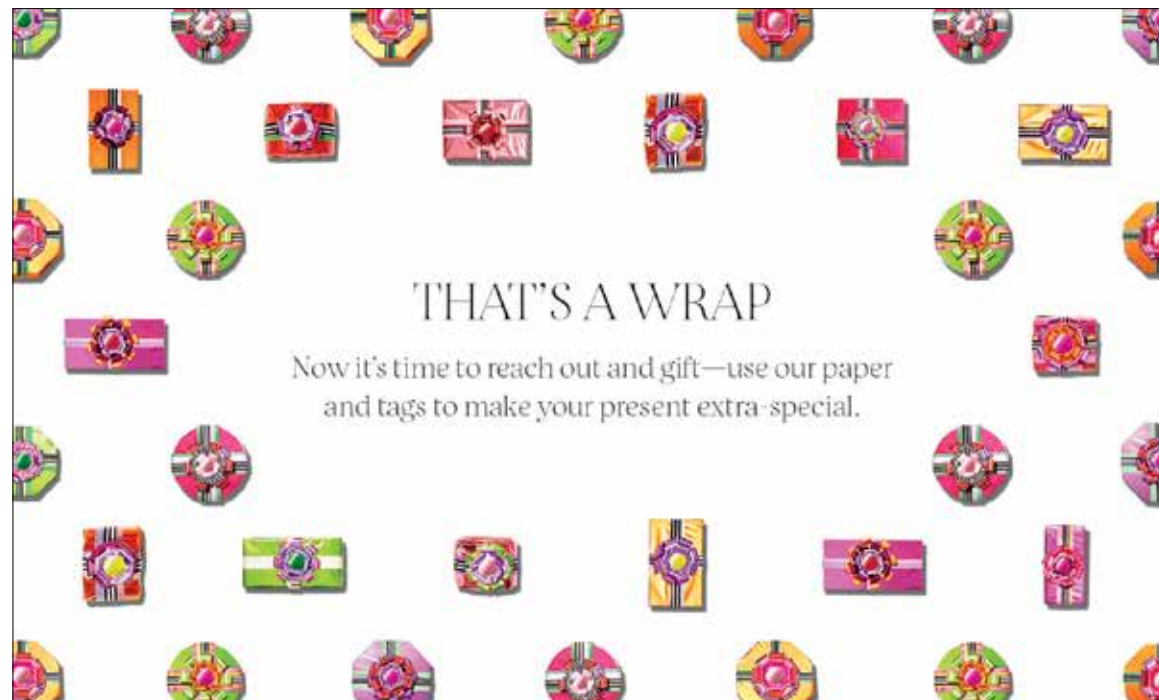 THAT'S A WRAP
Now it's time to reach out and gift—use our paper
and tags to make your present extra-special.